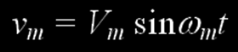 vₘ = Vₘ sinωₘt